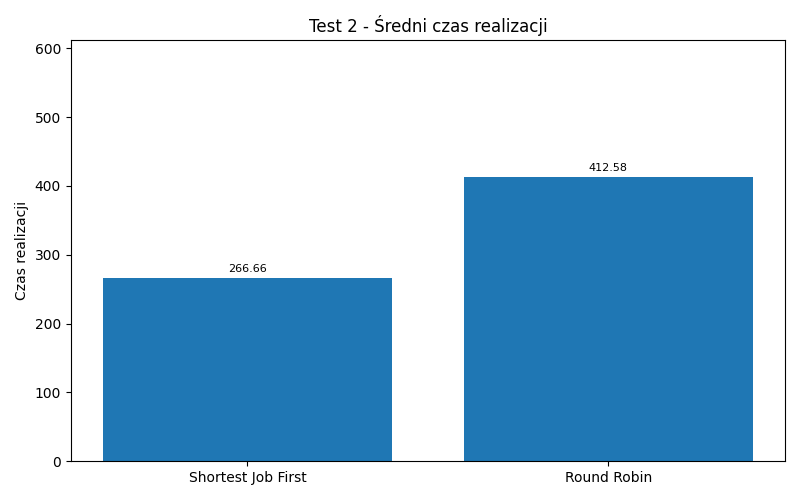 Test 2 - Średni czas realizacji
600
500
400
300
200
100
0
Czas realizacji
266.66
412.58
Shortest Job First
Round Robin